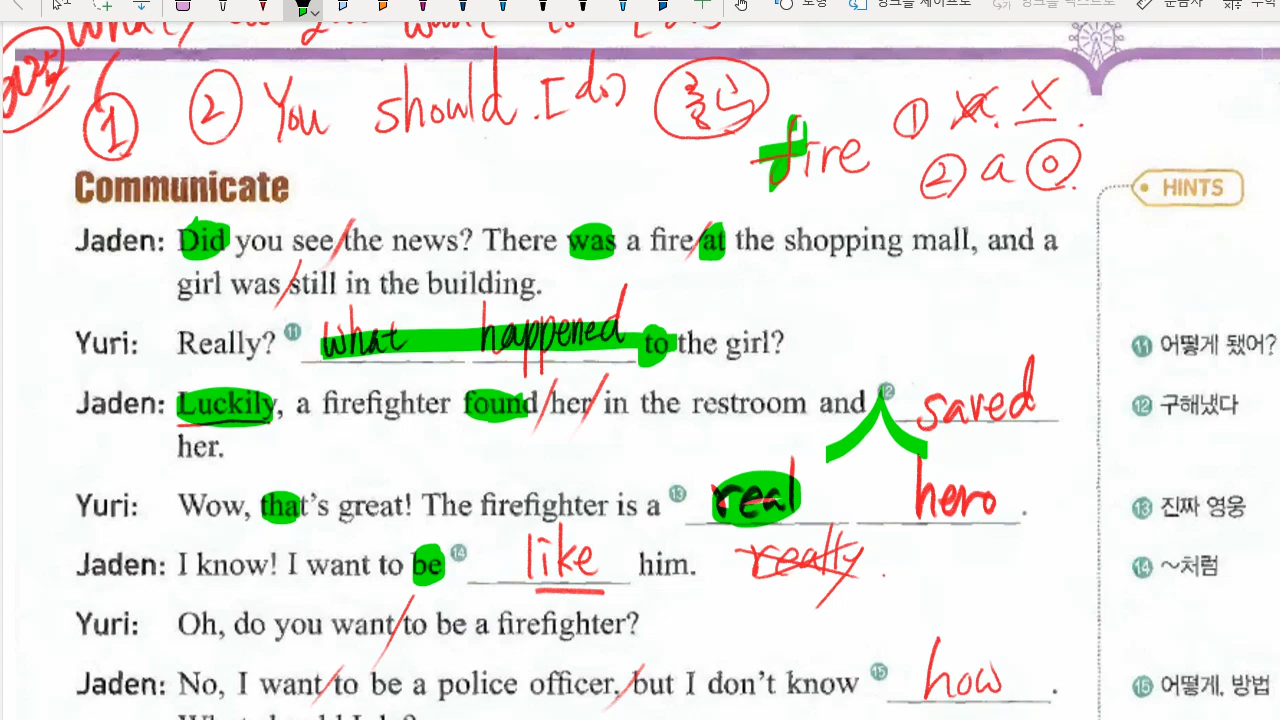 What do you want to
① ② You should [do] 
fire ① X
② a O
Communicate
HINTS
Jaden: Did you see the news? There was a fire at the shopping mall, and a
girl was still in the building.
Yuri: Really? ⑪ what happened to the girl?
⑪ 어떻게 됐어?
Jaden: Luckily, a firefighter found her in the restroom and ⑫ saved
her.
⑫ 구해냈다
Yuri: Wow, that's great! The firefighter is a ⑬ real hero.
⑬ 진짜 영웅
Jaden: I know! I want to be ⑭ like him. really
⑭ ~처럼
Yuri: Oh, do you want to be a firefighter?
Jaden: No, I want to be a police officer, but I don't know ⑮ how.
⑮ 어떻게, 방법